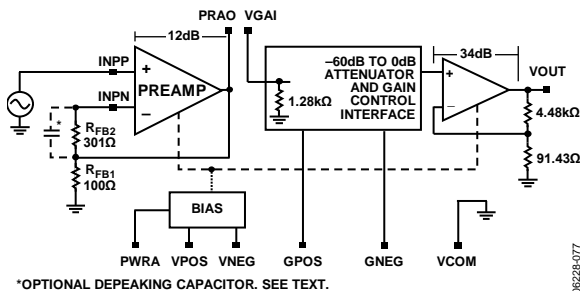 PRAO VGAI
12dB
INPP
+
PREAMP
INPN
–
*
RFB2
301Ω
RFB1
100Ω
–60dB TO 0dB
ATTENUATOR
AND GAIN
CONTROL
INTERFACE
1.28kΩ
34dB
+
–
VOUT
4.48kΩ
91.43Ω
BIAS
PWRA VPOS VNEG GPOS GNEG VCOM
*OPTIONAL DEPEAKING CAPACITOR. SEE TEXT.
06228-077